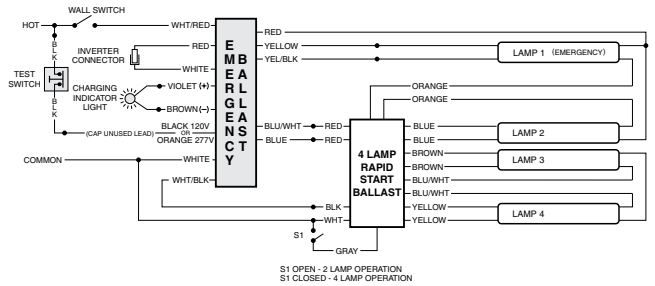 WALL SWITCH
HOT
WHT/RED
RED
INVERTER
CONNECTOR
WHITE
BLK
TEST
SWITCH
CHARGING
INDICATOR
LIGHT
VIOLET (+)
BROWN(–)
BLK
(CAP UNUSED LEAD)
BLACK 120V
OR
ORANGE 277V
COMMON
WHITE
WHT/BLK
EMERGENCY
BALLAST
RED
YELLOW
YEL/BLK
LAMP 1 (EMERGENCY)
ORANGE
ORANGE
BLU/WHT
RED
BLUE
RED
4 LAMP
RAPID
START
BALLAST
BLUE
LAMP 2
BLUE
BROWN
LAMP 3
BROWN
BLU/WHT
BLU/WHT
BLK
YELLOW
LAMP 4
WHT
YELLOW
S1
GRAY
S1 OPEN - 2 LAMP OPERATION
S1 CLOSED - 4 LAMP OPERATION